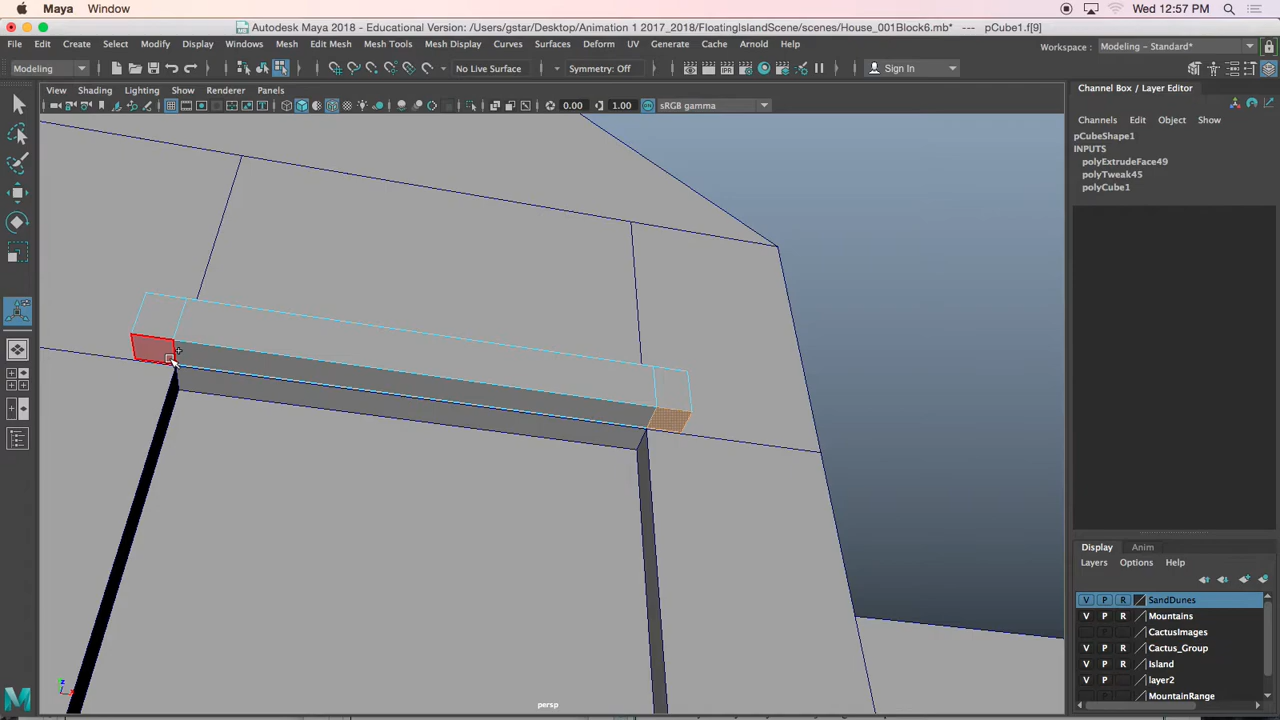 Maya Window Wed 12:57 PM
Autodesk Maya 2018 - Educational Version: /Users/gstar/Desktop/Animation 1 2017_2018/FloatingIslandScene/scenes/House_001Block6.mb* --- pCube1.f[9]
File Edit Create Select Modify Display Windows Mesh Edit Mesh Mesh Tools Mesh Display Curves Surfaces Deform UV Generate Cache Arnold Help Workspace : Modeling - Standard*
Modeling No Live Surface Symmetry: Off Sign In
View Shading Lighting Show Renderer Panels
0.00 1.00 sRGB gamma
Channel Box / Layer Editor
Channels Edit Object Show
pCubeShape1
INPUTS
polyExtrudeFace49
polyTweak45
polyCube1
Display Anim
Layers Options Help
V P R SandDunes
V P R Mountains
CactusImages
V P R Cactus_Group
V P R Island
V P layer2
MountainRange
persp